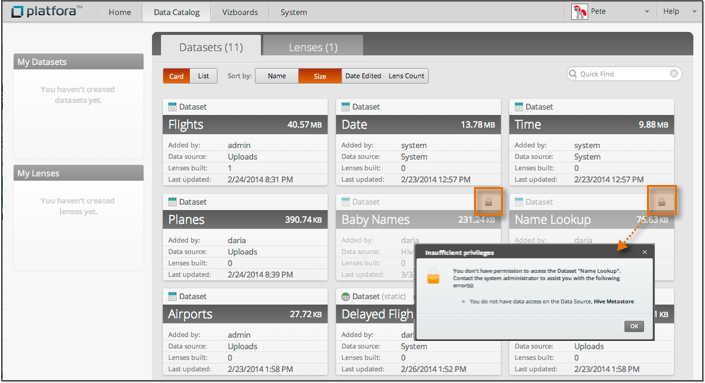 platfora™
Home
Data Catalog
Vizboards
System
Pete
Help
My Datasets
You haven't created
datasets yet.
My Lenses
You haven't created
lenses yet.
Datasets (11)
Lenses (1)
Card
List
Sort by:
Name
Size
Date Edited
Lens Count
Quick Find
Dataset
Flights 40.57 MB
Added by: admin
Data source: Uploads
Lenses built: 1
Last updated: 2/24/2014 8:31 PM
Dataset
Date 13.78 MB
Added by: system
Data source: System
Lenses built: 0
Last updated: 2/23/2014 12:57 PM
Dataset
Time 9.88 MB
Added by: system
Data source: System
Lenses built: 0
Last updated: 2/23/2014 12:57 PM
Dataset
Planes 390.74 KB
Added by: daria
Data source: Uploads
Lenses built: 0
Last updated: 2/24/2014 8:39 PM
Dataset
Baby Names 231.24 KB
Added by: daria
Data source:
Lenses built: 0
Last updated:
Dataset
Name Lookup 76.63 KB
Added by: daria
Insufficient privileges
You don't have permission to access the Dataset "Name Lookup".
Contact the system administrator to assist you with the following
error(s):
You do not have data access on the Data Source, Hive Metastore
OK
Dataset
Airports 27.72 KB
Added by: admin
Data source: Uploads
Lenses built: 0
Last updated: 2/23/2014 1:58 PM
Dataset (static)
Delayed Fligh
Added by: daria
Data source: System
Lenses built: 0
Last updated: 2/26/2014 1:52 PM
KB
Data source: Uploads
Lenses built: 0
Last updated: 2/23/2014 1:58 PM